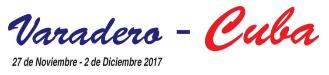 Varadero - Cuba
27 de Noviembre - 2 de Diciembre 2017